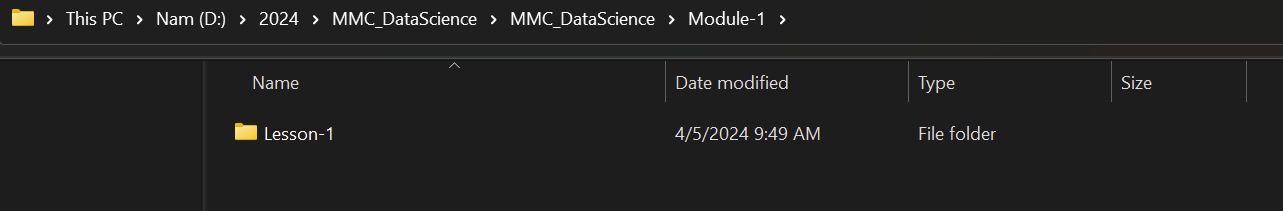 This PC > Nam (D:) > 2024 > MMC_DataScience > MMC_DataScience > Module-1 >
Name Date modified Type Size
Lesson-1 4/5/2024 9:49 AM File folder